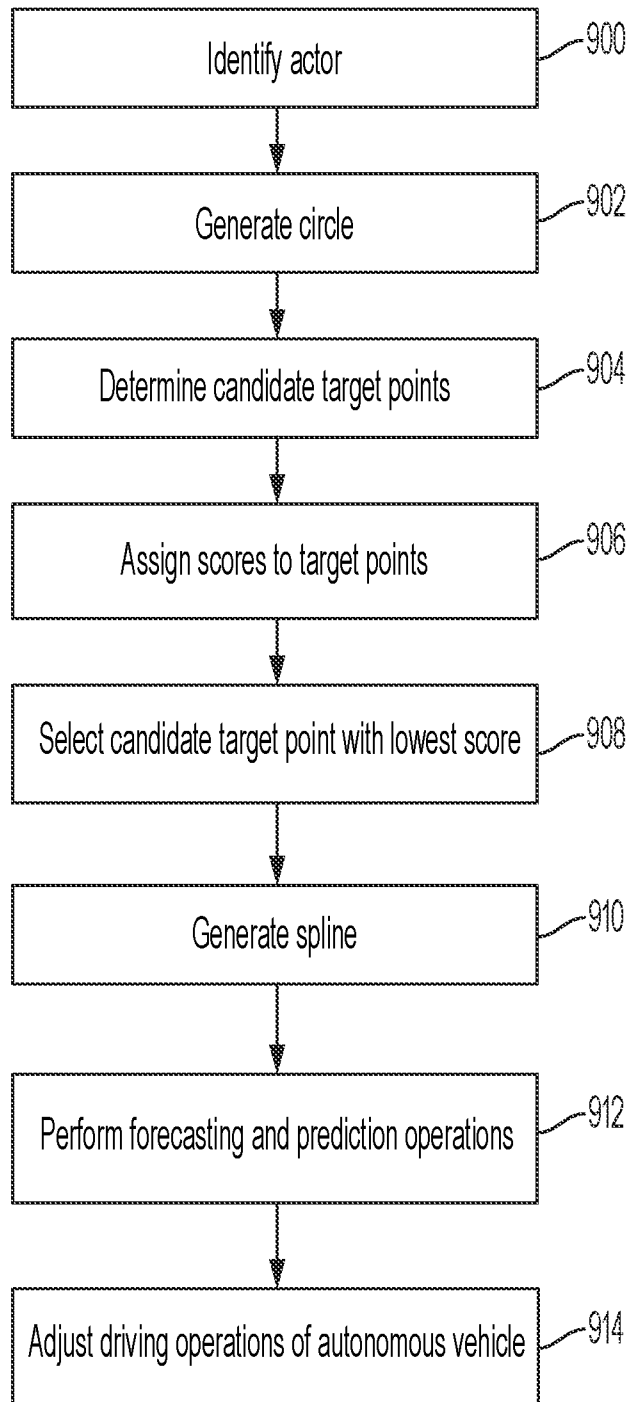 Identify actor
900
Generate circle
902
Determine candidate target points
904
Assign scores to target points
906
Select candidate target point with lowest score
908
Generate spline
910
Perform forecasting and prediction operations
912
Adjust driving operations of autonomous vehicle
914